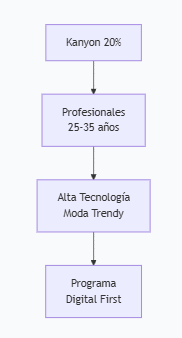 Kanyon 20%
Profesionales
25-35 años
Alta Tecnología
Moda Trendy
Programa
Digital First